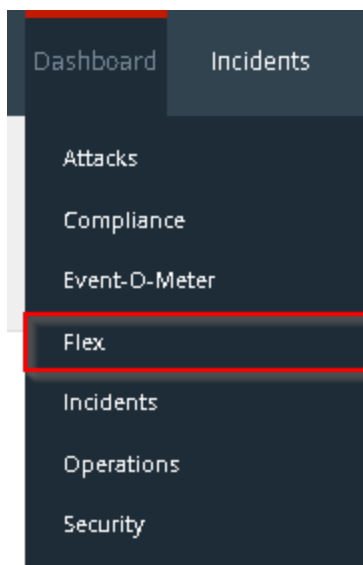 Dashboard Incidents
Attacks
Compliance
Event-O-Meter
Flex
Incidents
Operations
Security